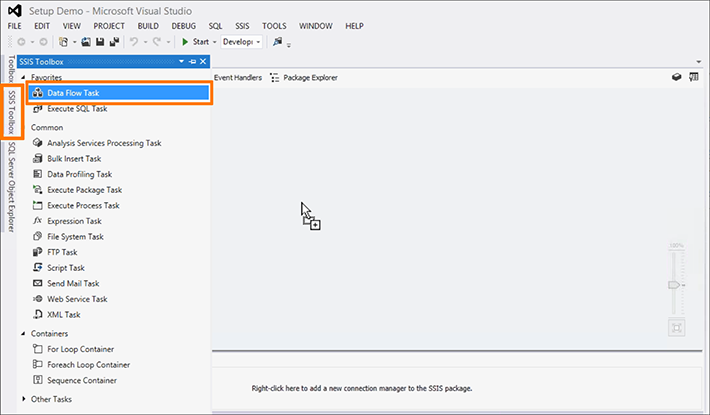 Setup Demo - Microsoft Visual Studio
FILE EDIT VIEW PROJECT BUILD DEBUG SQL SSIS TOOLS WINDOW HELP
Start Developi
Toolbox
SSIS Toolbox
SQL Server Object Explorer
SSIS Toolbox
Favorites
Data Flow Task
Execute SQL Task
Common
Analysis Services Processing Task
Bulk Insert Task
Data Profiling Task
Execute Package Task
Execute Process Task
fx Expression Task
File System Task
FTP Task
Script Task
Send Mail Task
Web Service Task
XML Task
Containers
For Loop Container
Foreach Loop Container
Sequence Container
Other Tasks
Event Handlers Package Explorer
100%
Right-click here to add a new connection manager to the SSIS package.